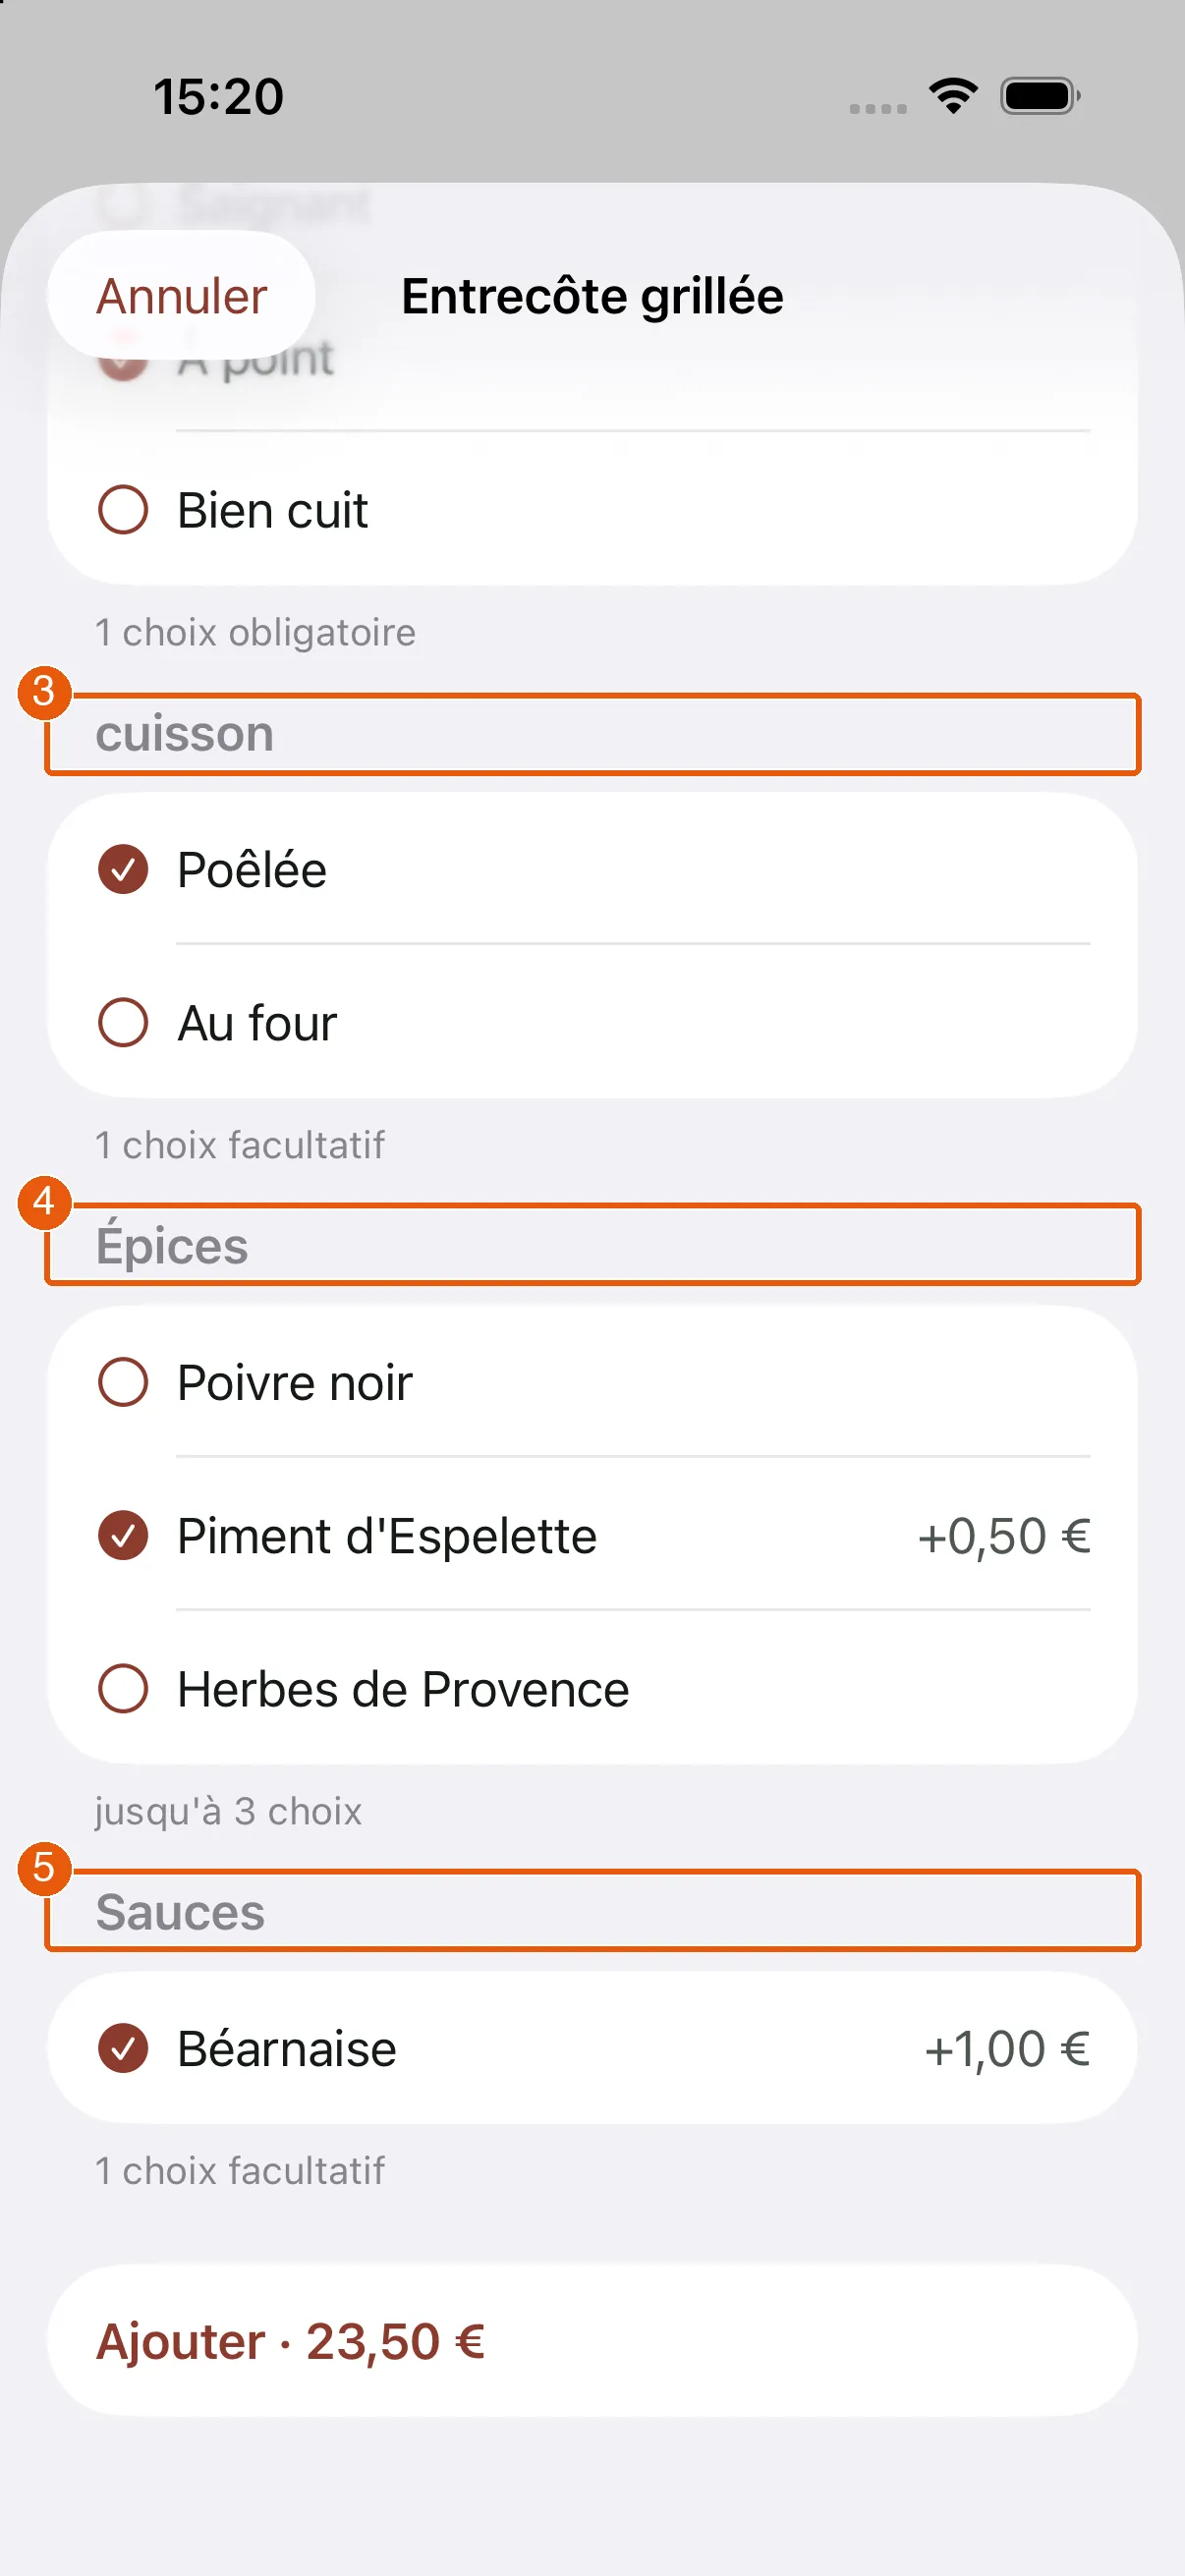 15:20
Saignant
Annuler
Entrecôte grillée
À point
Bien cuit
1 choix obligatoire
3
cuisson
Poêlée
Au four
1 choix facultatif
4
Épices
Poivre noir
Piment d'Espelette +0,50 €
Herbes de Provence
jusqu'à 3 choix
5
Sauces
Béarnaise +1,00 €
1 choix facultatif
Ajouter · 23,50 €